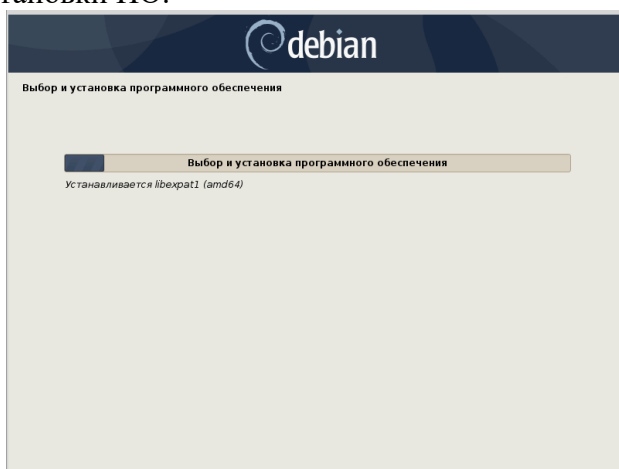 debian
Выбор и установка программного обеспечения
Выбор и установка программного обеспечения
Устанавливается libexpat1 (amd64)